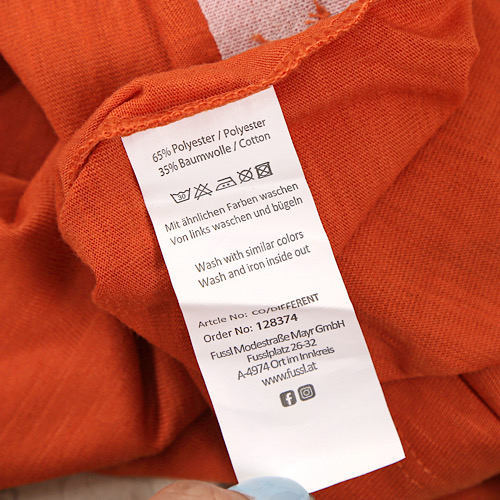 65% Polyester / Polyester
35% Baumwolle / Cotton
30
Mit ähnlichen Farben waschen
Von links waschen und bügeln
Wash with similar colors
Wash and iron inside out
Artcle No: CO/DIFFERENT
Order No: 128374
Fussl Modestraße Mayr GmbH
Fusslplatz 26-32
A-4974 Ort im Innkreis
www.fussl.at